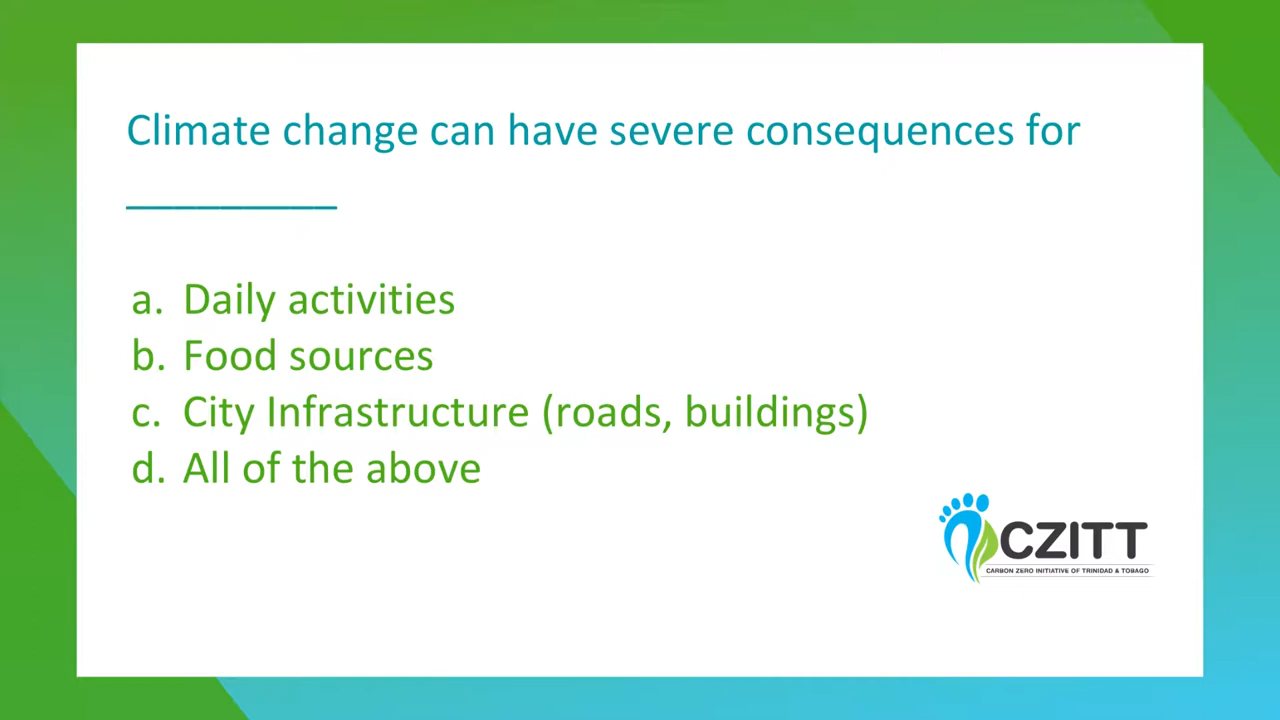 Climate change can have severe consequences for
_________
a. Daily activities
b. Food sources
c. City Infrastructure (roads, buildings)
d. All of the above
CZITT
CARBON ZERO INITIATIVE OF TRINIDAD & TOBAGO